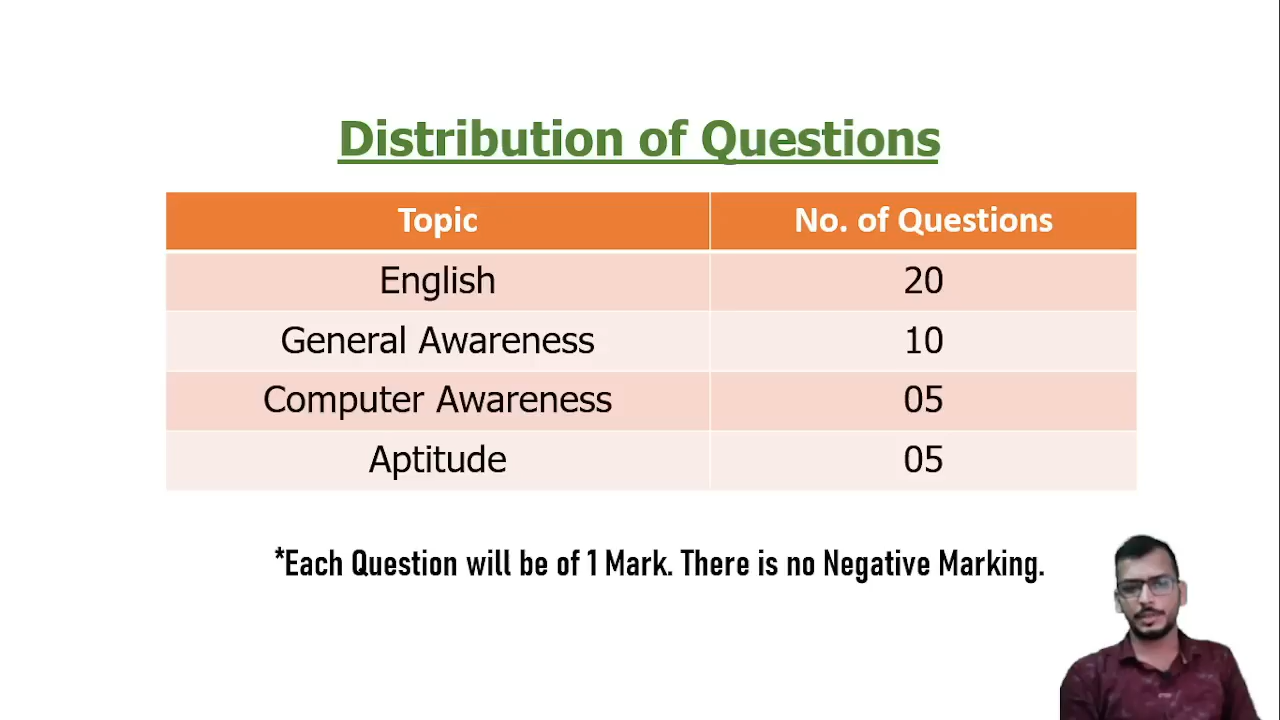 Distribution of Questions
Topic No. of Questions
English 20
General Awareness 10
Computer Awareness 05
Aptitude 05
*Each Question will be of 1 Mark. There is no Negative Marking.